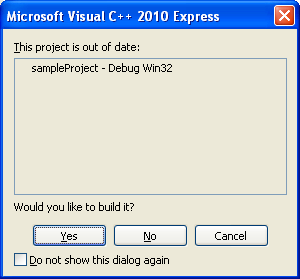 Microsoft Visual C++ 2010 Express
This project is out of date:
sampleProject - Debug Win32
Would you like to build it?
Yes
No
Cancel
Do not show this dialog again